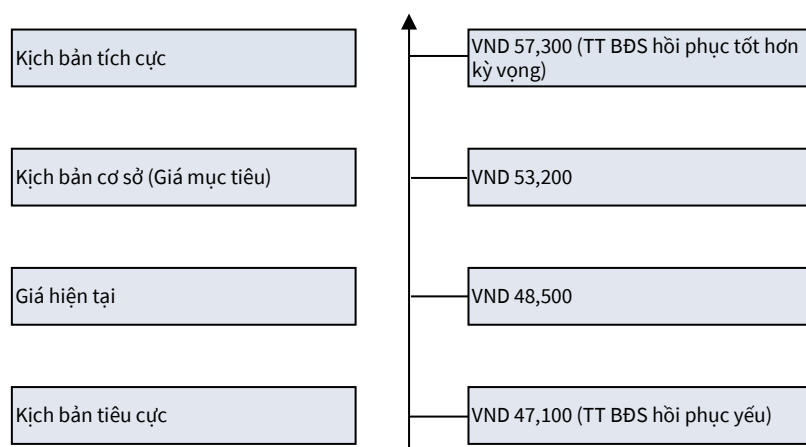 Kịch bản tích cực
VND 57,300 (TT BĐS hồi phục tốt hơn
kỳ vọng)
Kịch bản cơ sở (Giá mục tiêu)
VND 53,200
Giá hiện tại
VND 48,500
Kịch bản tiêu cực
VND 47,100 (TT BĐS hồi phục yếu)